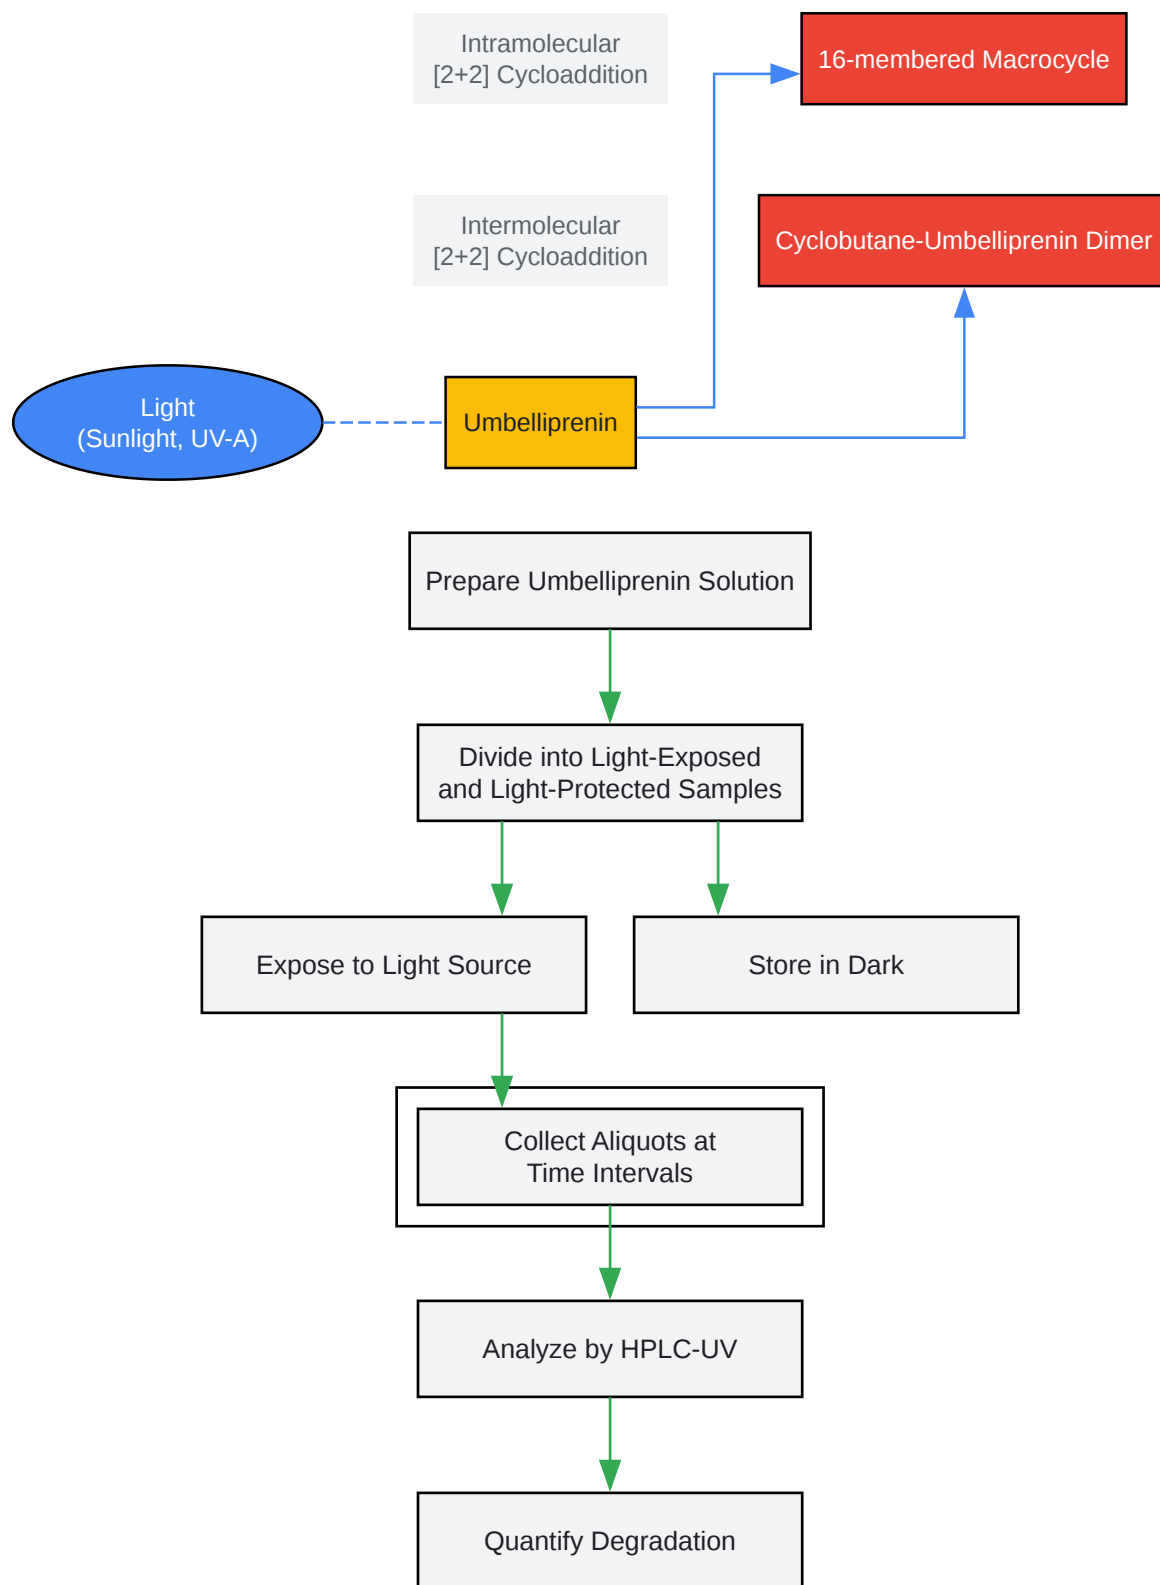 Intramolecular
[2+2] Cycloaddition
16-membered Macrocycle
Intermolecular
[2+2] Cycloaddition
Cyclobutane-Umbelliprenin Dimer
Light
(Sunlight, UV-A)
Umbelliprenin
Prepare Umbelliprenin Solution
Divide into Light-Exposed
and Light-Protected Samples
Expose to Light Source
Store in Dark
Collect Aliquots at
Time Intervals
Analyze by HPLC-UV
Quantify Degradation